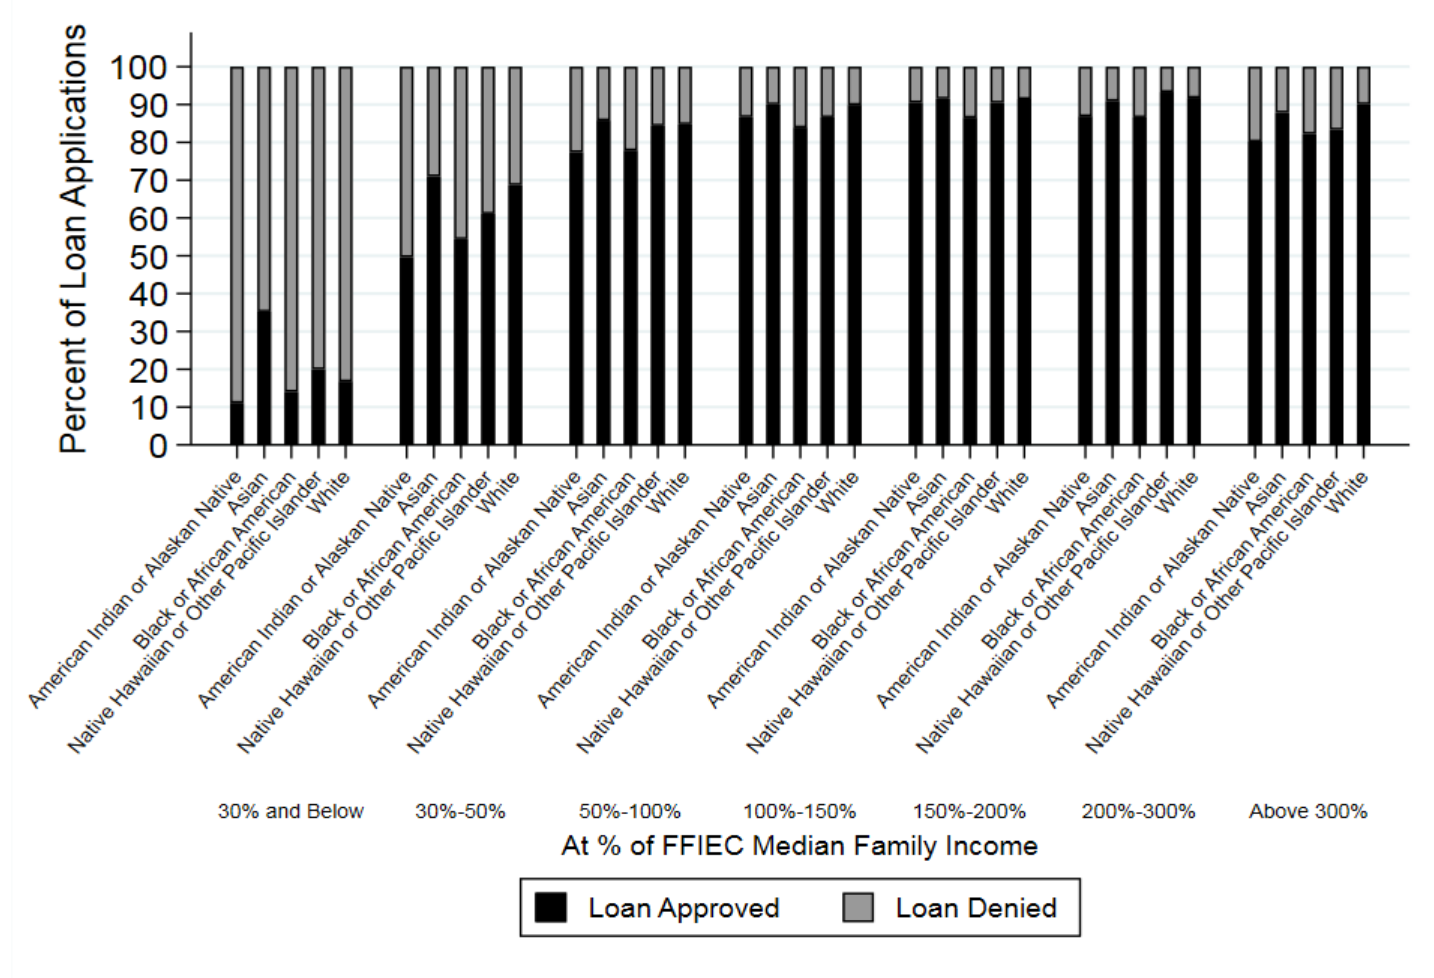 Percent of Loan Applications
100
90
80
70
60
50
40
30
20
10
0
American Indian or Alaskan Native
Asian
Black or African American
Native Hawaiian or Other Pacific Islander
White
American Indian or Alaskan Native
Asian
Black or African American
Native Hawaiian or Other Pacific Islander
White
American Indian or Alaskan Native
Asian
Black or African American
Native Hawaiian or Other Pacific Islander
White
American Indian or Alaskan Native
Asian
Black or African American
Native Hawaiian or Other Pacific Islander
White
American Indian or Alaskan Native
Asian
Black or African American
Native Hawaiian or Other Pacific Islander
White
American Indian or Alaskan Native
Asian
Black or African American
Native Hawaiian or Other Pacific Islander
White
American Indian or Alaskan Native
Asian
Black or African American
Native Hawaiian or Other Pacific Islander
White
30% and Below 30%-50% 50%-100% 100%-150% 150%-200% 200%-300% Above 300%
At % of FFIEC Median Family Income
Loan Approved Loan Denied